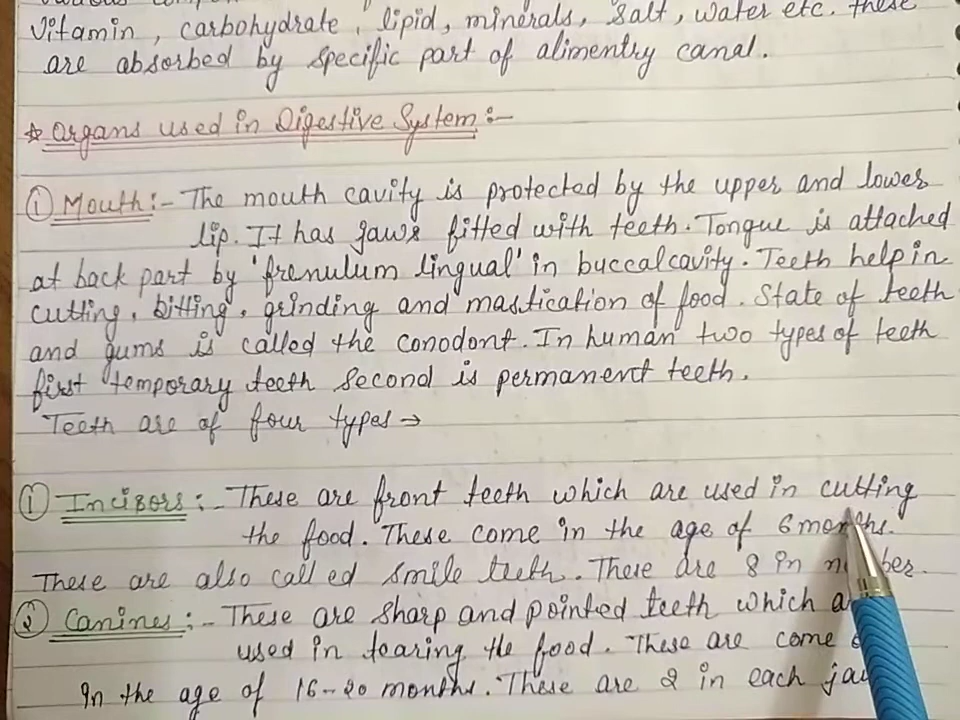 Vitamin, carbohydrate, lipid, minerals, salt, water etc. these
are absorbed by specific part of alimentry canal.
* Organs used in Digestive System :-
① Mouth :- The mouth cavity is protected by the upper and lower
lip. It has jaws fitted with teeth. Tongue is attached
at back part by 'frenulum lingual' in buccal cavity. Teeth help in
cutting, bitting, grinding and mastication of food. State of teeth
and gums is called the conodont. In human two types of teeth
first temporary teeth second is permanent teeth.
Teeth are of four types →
① Incisors :- These are front teeth which are used in cutting
the food. These come in the age of 6 months.
These are also called smile teeth. These are 8 in number.
② Canines :- These are sharp and pointed teeth which
used in tearing the food. These are come
In the age of 16-20 months. These are 2 in each